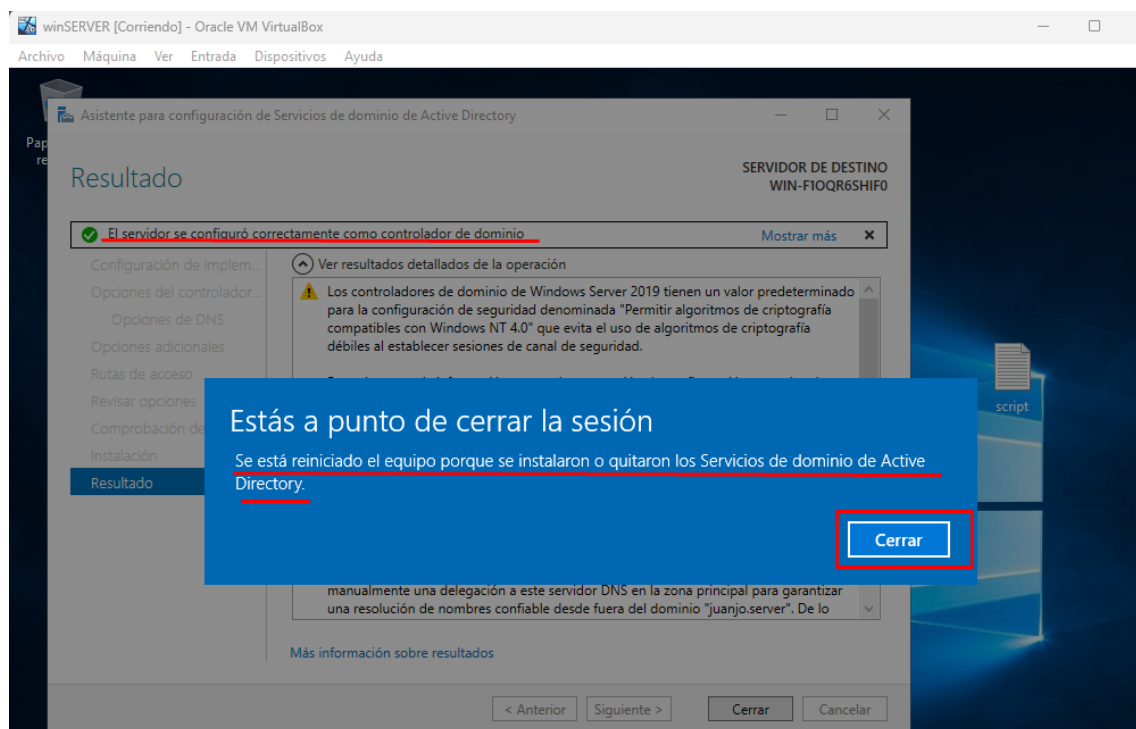 winSERVER [Corriendo] - Oracle VM VirtualBox
Archivo Máquina Ver Entrada Dispositivos Ayuda
Asistente para configuración de Servicios de dominio de Active Directory
Pap
re
Resultado
SERVIDOR DE DESTINO
WIN-F1OQR6SHIF0
El servidor se configuró correctamente como controlador de dominio
Mostrar más
Configuración de implem...
Opciones del controlador...
Opciones de DNS
Opciones adicionales
Rutas de acceso
Revisar opciones
Comprobación de
Instalación
Resultado
Ver resultados detallados de la operación
Los controladores de dominio de Windows Server 2019 tienen un valor predeterminado
para la configuración de seguridad denominada "Permitir algoritmos de criptografía
compatibles con Windows NT 4.0" que evita el uso de algoritmos de criptografía
débiles al establecer sesiones de canal de seguridad.
Estás a punto de cerrar la sesión
Se está reiniciado el equipo porque se instalaron o quitaron los Servicios de dominio de Active
Directory.
Cerrar
manualmente una delegación a este servidor DNS en la zona principal para garantizar
una resolución de nombres confiable desde fuera del dominio "juanjo.server". De lo
Más información sobre resultados
< Anterior Siguiente > Cerrar Cancelar
script